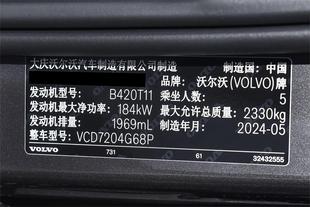 大庆沃尔沃汽车制造有限公司制造 制造国：中国
品牌：沃尔沃(VOLVO)牌
发动机型号：B420T11 乘坐人数：5
发动机最大净功率：184kW 最大允许总质量：2330kg
发动机排量：1969mL 制造年月：2024-05
整车型号：VCD7204G68P
VOLVO 731 61 32432555